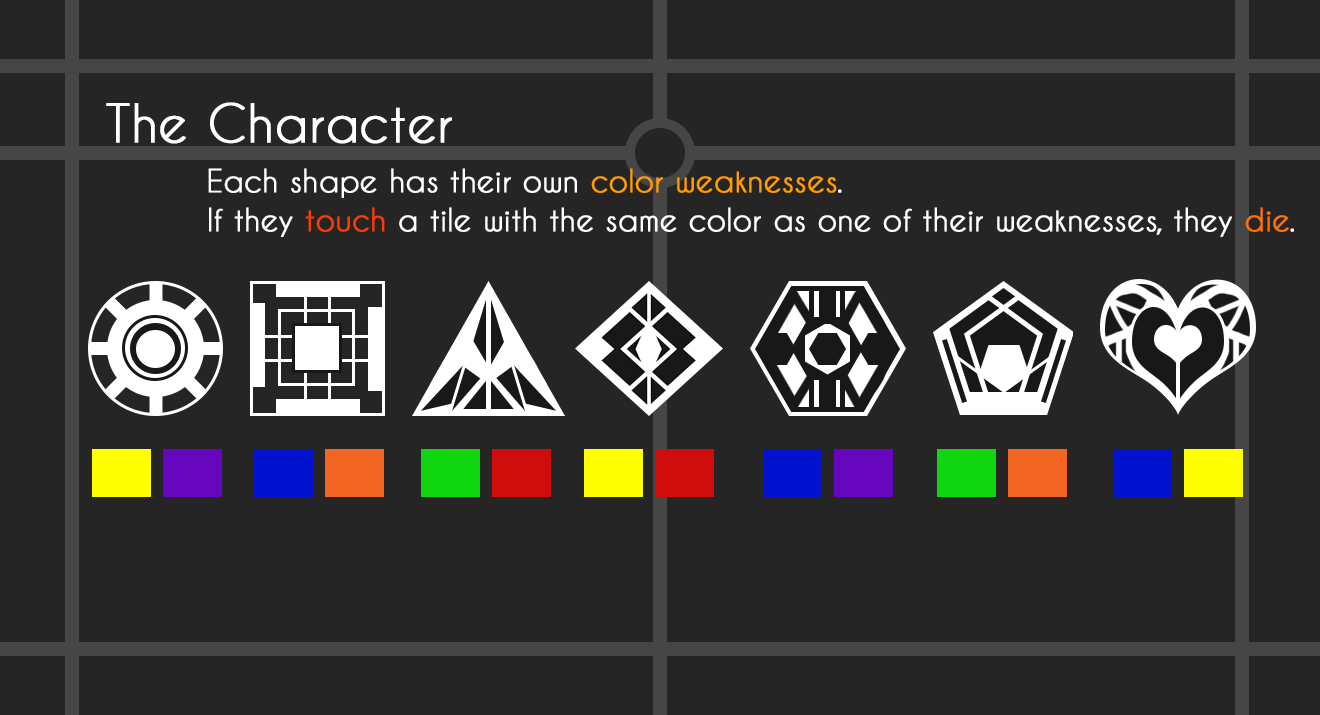 The Character
Each shape has their own color weaknesses.
If they touch a tile with the same color as one of their weaknesses, they die.